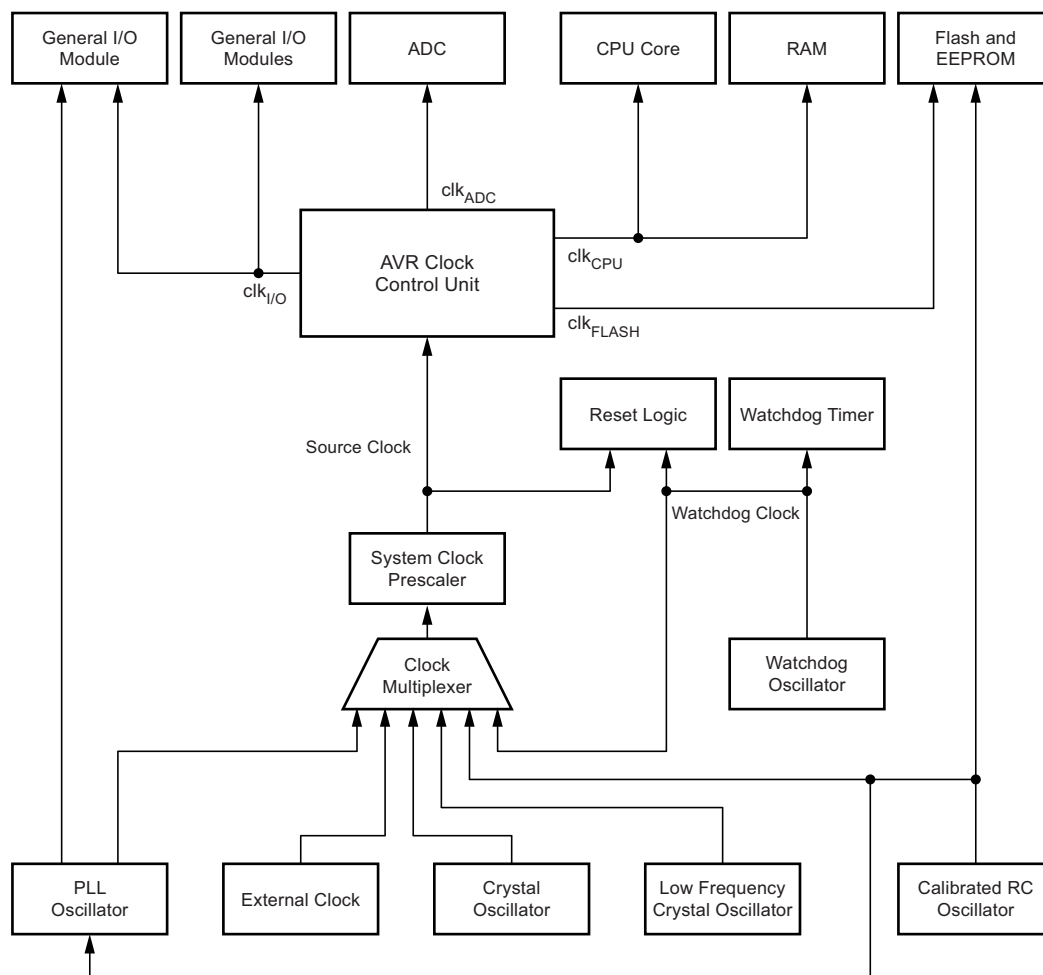 General I/O
Module
General I/O
Modules
ADC
CPU Core
RAM
Flash and
EEPROM
clkADC
AVR Clock
Control Unit
clkI/O
clkCPU
clkFLASH
Source Clock
Reset Logic
Watchdog Timer
Watchdog Clock
System Clock
Prescaler
Clock
Multiplexer
Watchdog
Oscillator
PLL
Oscillator
External Clock
Crystal
Oscillator
Low Frequency
Crystal Oscillator
Calibrated RC
Oscillator